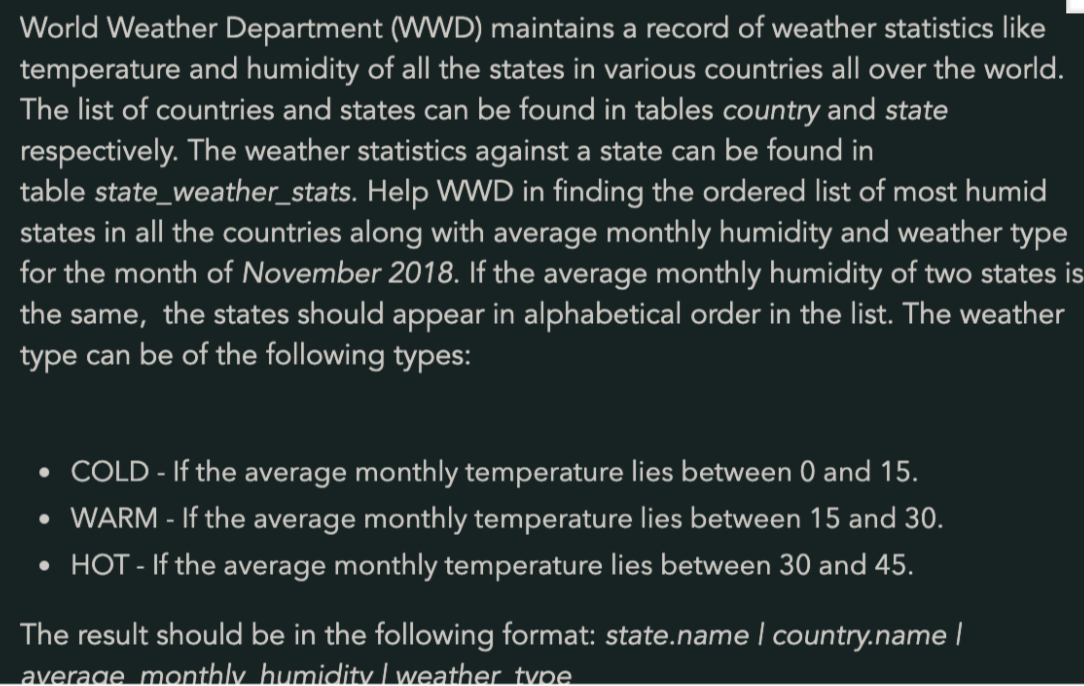 World Weather Department (WWD) maintains a record of weather statistics like
temperature and humidity of all the states in various countries all over the world.
The list of countries and states can be found in tables country and state
respectively. The weather statistics against a state can be found in
table state_weather_stats. Help WWD in finding the ordered list of most humid
states in all the countries along with average monthly humidity and weather type
for the month of November 2018. If the average monthly humidity of two states is
the same,  the states should appear in alphabetical order in the list. The weather
type can be of the following types:
• COLD - If the average monthly temperature lies between 0 and 15.
• WARM - If the average monthly temperature lies between 15 and 30.
• HOT - If the average monthly temperature lies between 30 and 45.
The result should be in the following format: state.name | country.name |
average_monthly_humidity | weather_type